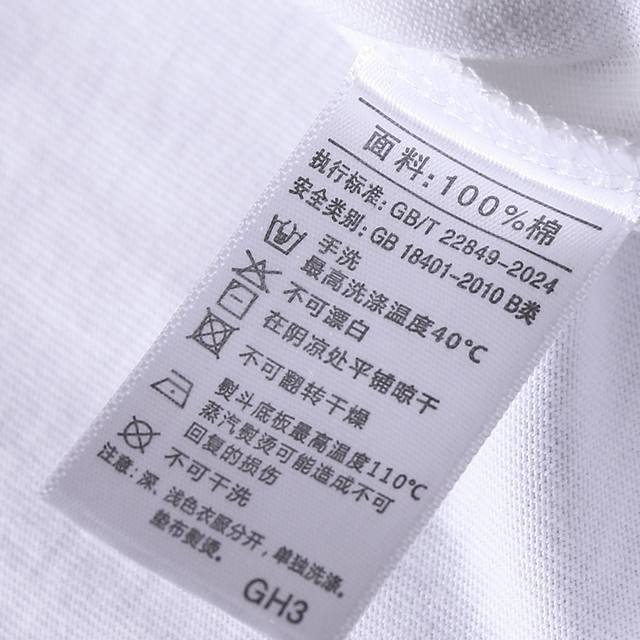 面料:100%棉
执行标准: GB/T 22849-2024
安全类别: GB 18401-2010 B类
手洗
最高洗涤温度40℃
不可漂白
在阴凉处平铺晾干
不可翻转干燥
熨斗底板最高温度110℃
蒸汽熨烫可能造成不可
回复的损伤
不可干洗
注意:深、浅色衣服分开,单独洗涤。
垫布熨烫。
GH3